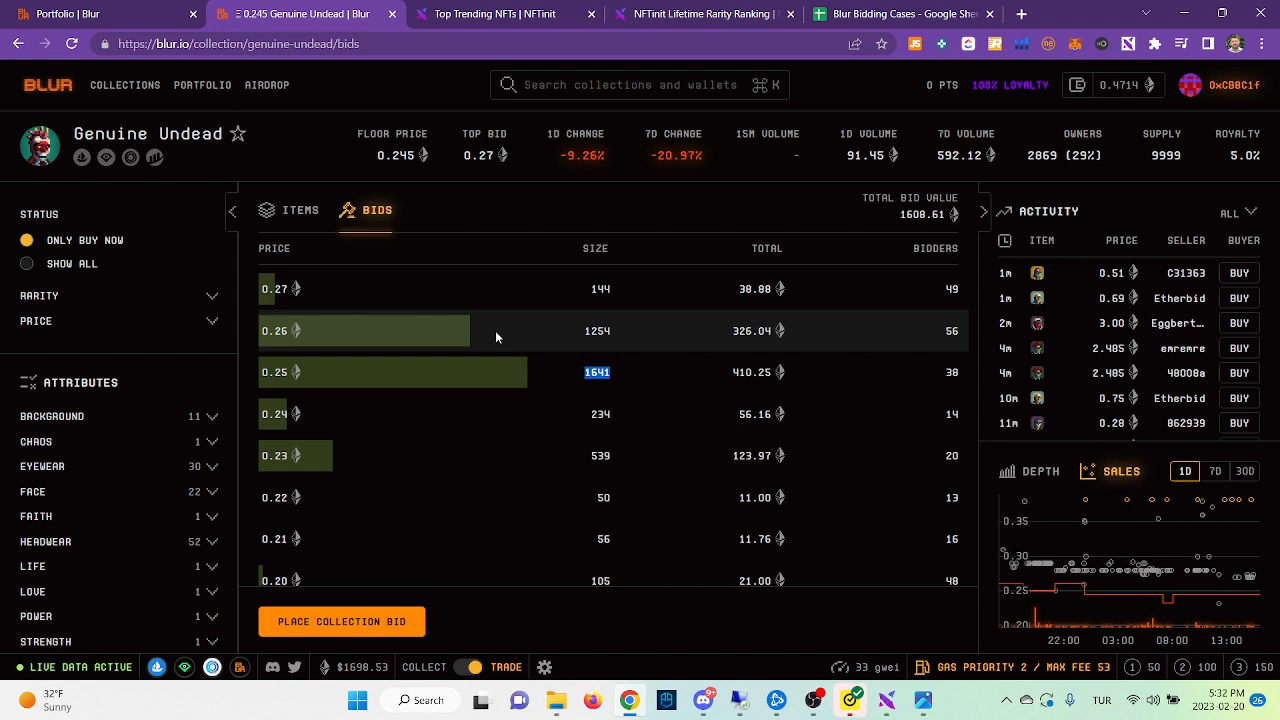 Portfolio | Blur
Ξ 0.245 Genuine Undead | Blur
Top Trending NFTs | NFTinit
NFTinit Lifetime Rarity Ranking |
Blur Bidding Cases - Google She
https://blur.io/collection/genuine-undead/bids
BLUR
COLLECTIONS
PORTFOLIO
AIRDROP
Search collections and wallets
⌘ K
0 PTS
100% LOYALTY
0.4714
0xCB8C1f
Genuine Undead
FLOOR PRICE
TOP BID
1D CHANGE
7D CHANGE
15M VOLUME
1D VOLUME
7D VOLUME
OWNERS
SUPPLY
ROYALTY
0.245
0.27
-9.26%
-20.97%
-
91.45
592.12
2869 (29%)
9999
5.0%
STATUS
ONLY BUY NOW
SHOW ALL
RARITY
PRICE
ATTRIBUTES
BACKGROUND 11
CHAOS 1
EYEWEAR 30
FACE 22
FAITH 1
HEADWEAR 52
LIFE 1
LOVE 1
POWER 1
STRENGTH 1
ITEMS
BIDS
TOTAL BID VALUE
1608.61
PRICE SIZE TOTAL BIDDERS
0.27 144 38.88 49
0.26 1254 326.04 56
0.25 1641 410.25 38
0.24 234 56.16 14
0.23 539 123.97 20
0.22 50 11.00 13
0.21 56 11.76 16
0.20 105 21.00 48
PLACE COLLECTION BID
ACTIVITY
ALL
ITEM PRICE SELLER BUYER
1m 0.51 C31363 BUY
1m 0.69 Etherbid BUY
2m 3.00 Eggbert... BUY
4m 2.485 emremre BUY
4m 2.485 48008a BUY
10m 0.75 Etherbid BUY
11m 0.28 862939 BUY
DEPTH
SALES
1D
7D
30D
0.35
0.30
0.25
0.20
22:00 03:00 08:00 13:00
LIVE DATA ACTIVE
$1698.53
COLLECT
TRADE
33 gwei
GAS PRIORITY 2 / MAX FEE 53
1 50
2 100
3 150
32°F
Sunny
Search
9+
TUR
5:32 PM
2023-02-20
26